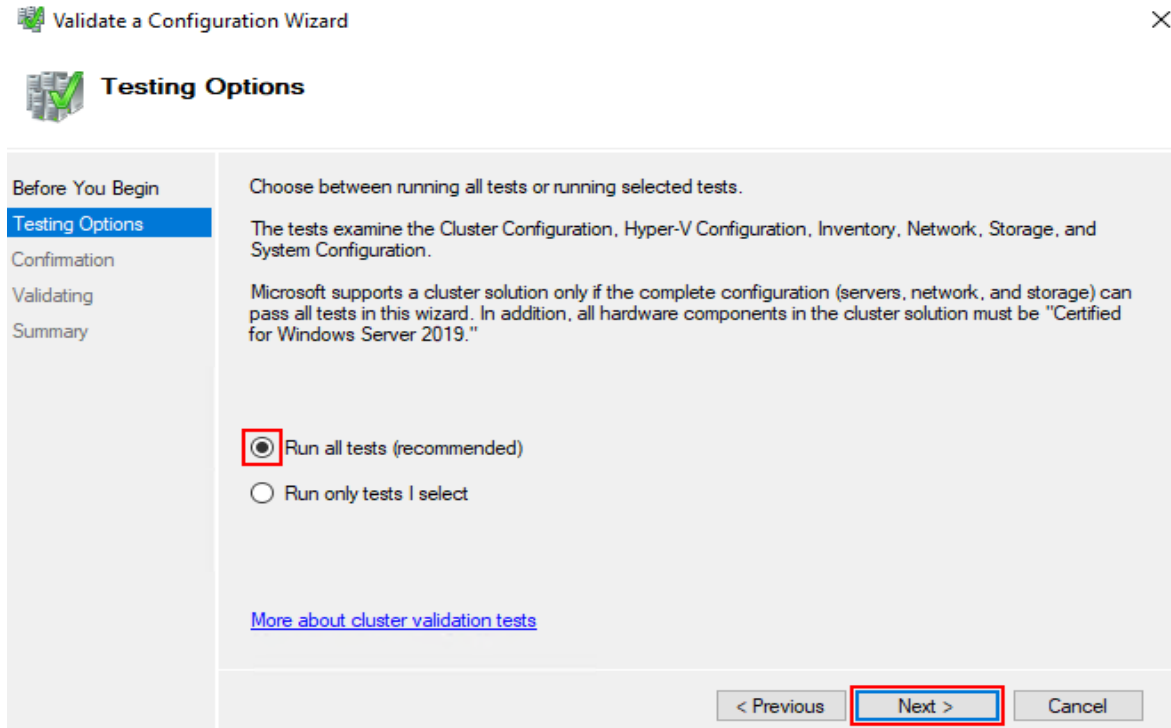 Validate a Configuration Wizard
Testing Options
Before You Begin
Testing Options
Confirmation
Validating
Summary
Choose between running all tests or running selected tests.
The tests examine the Cluster Configuration, Hyper-V Configuration, Inventory, Network, Storage, and
System Configuration.
Microsoft supports a cluster solution only if the complete configuration (servers, network, and storage) can
pass all tests in this wizard. In addition, all hardware components in the cluster solution must be "Certified
for Windows Server 2019."
Run all tests (recommended)
Run only tests I select
More about cluster validation tests
< Previous
Next >
Cancel